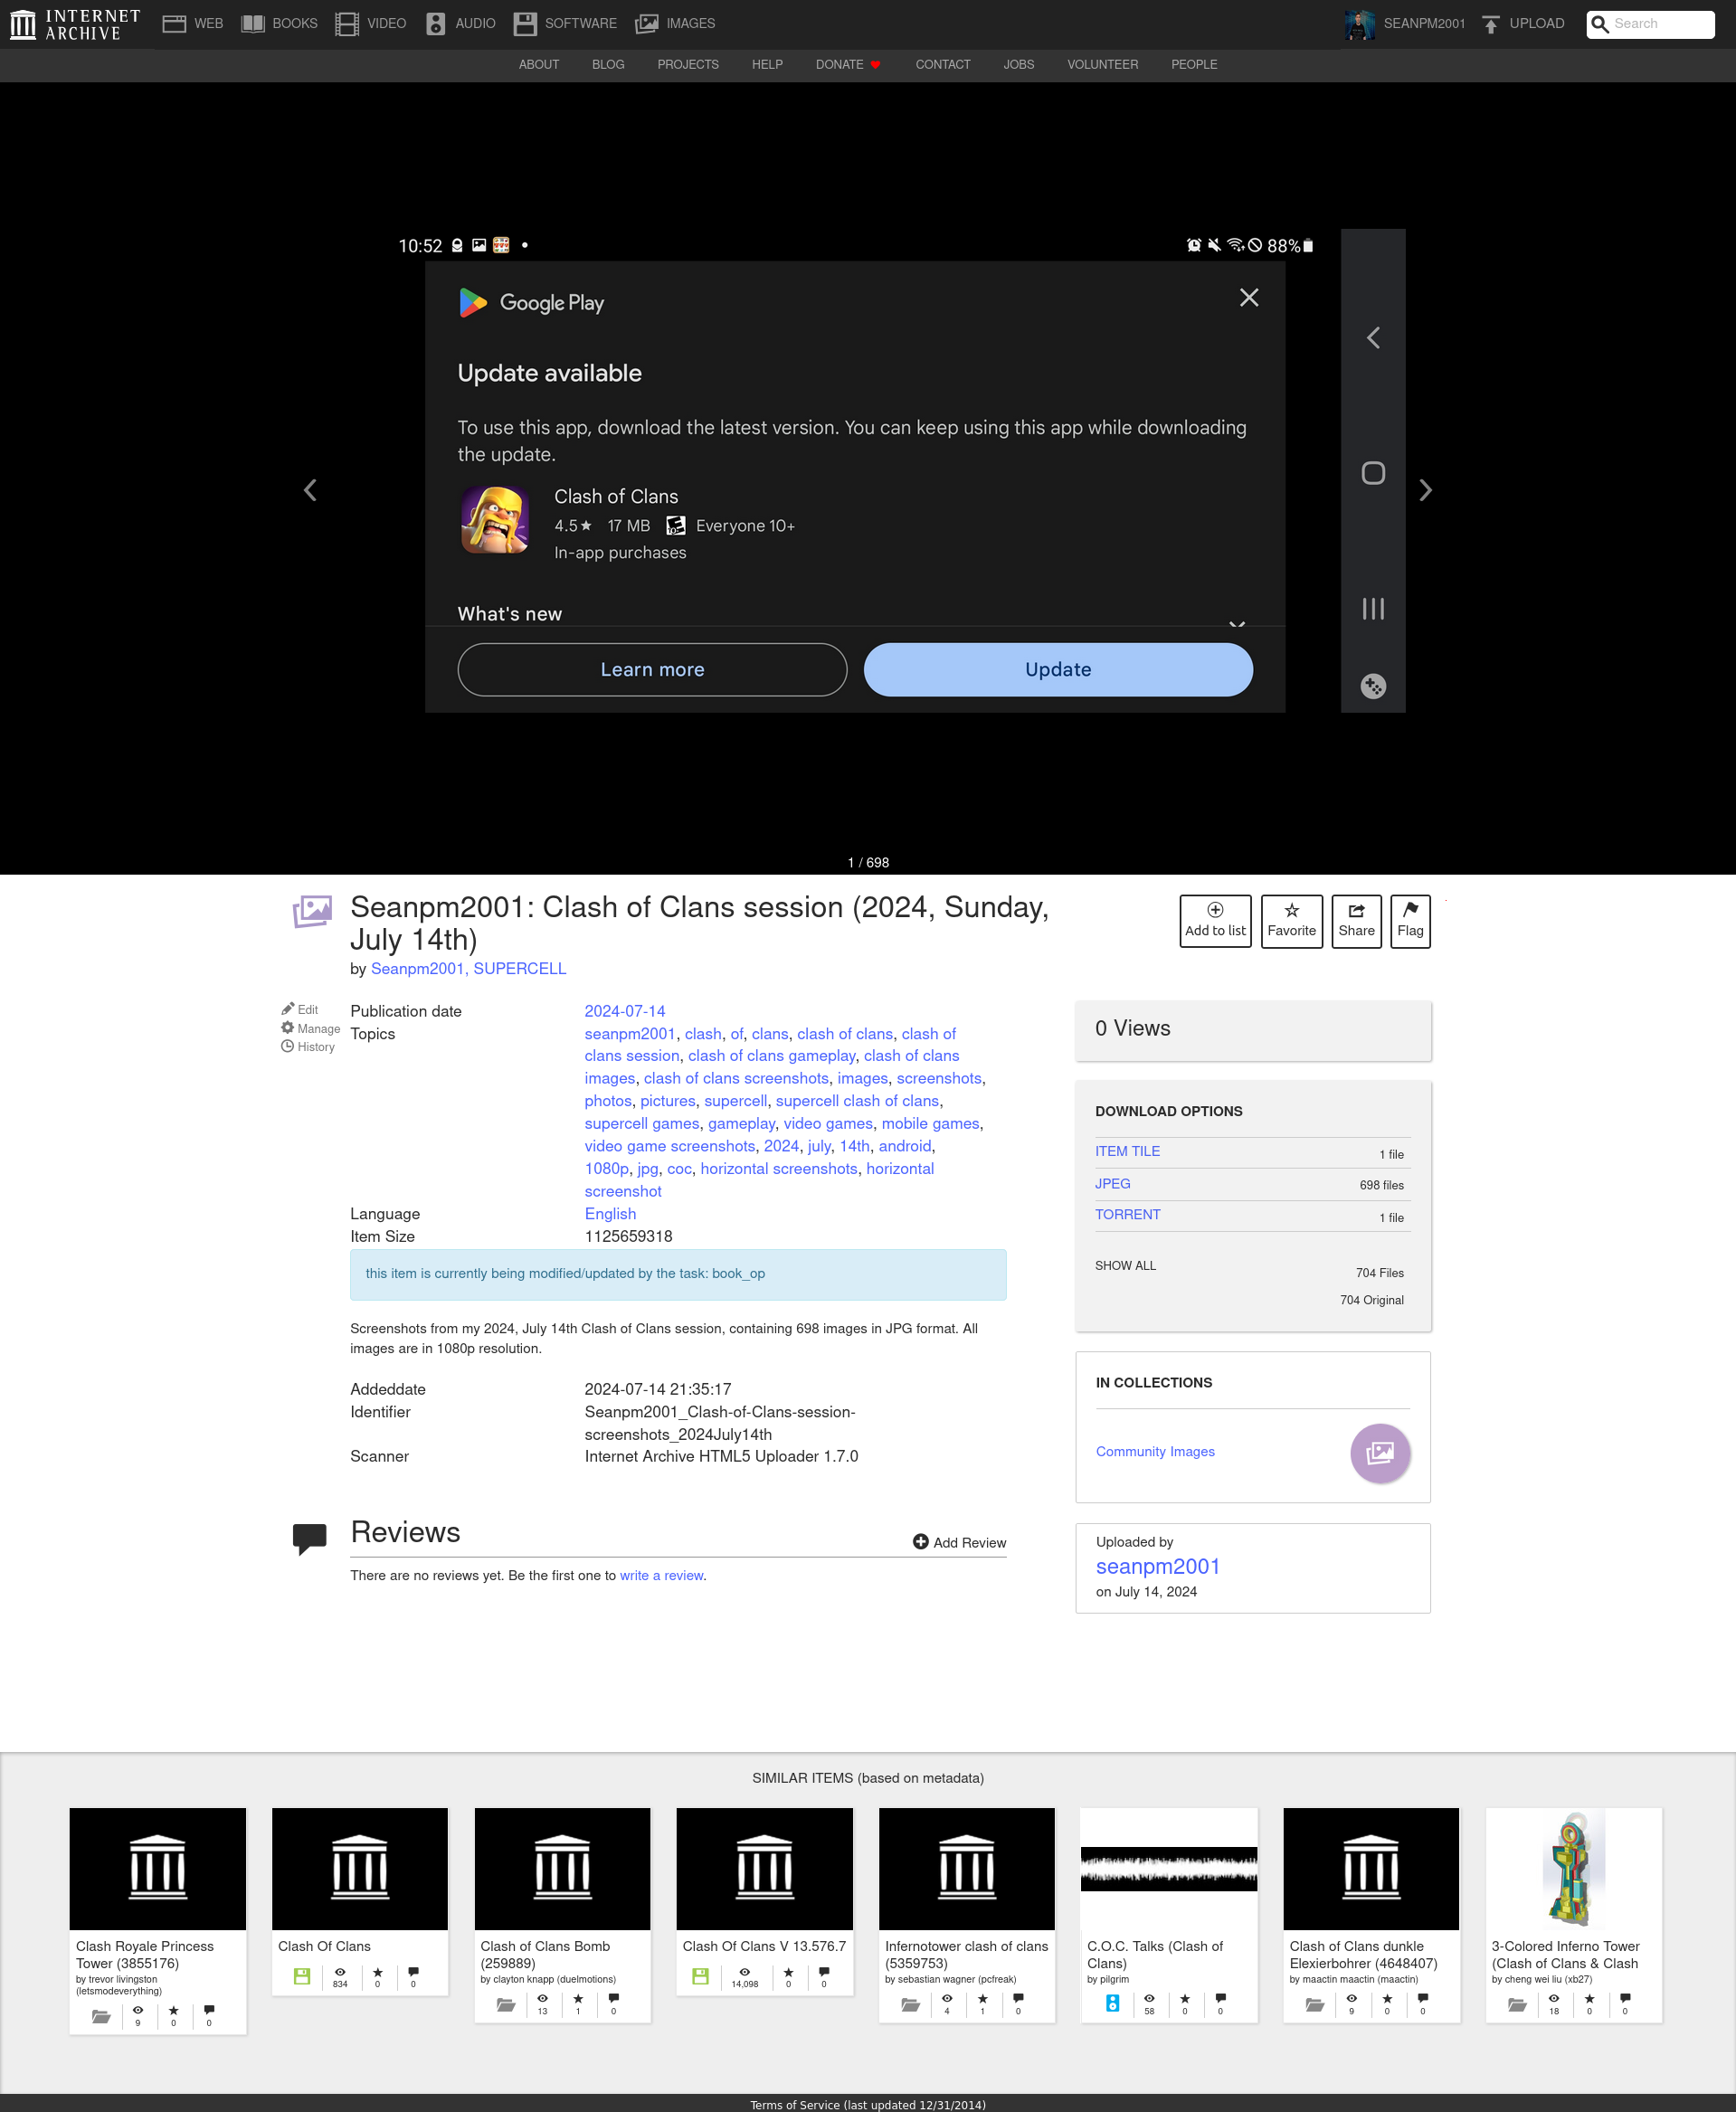 INTERNET ARCHIVE
WEB BOOKS VIDEO AUDIO SOFTWARE IMAGES SEANPM2001 UPLOAD Search
ABOUT BLOG PROJECTS HELP DONATE CONTACT JOBS VOLUNTEER PEOPLE
10:52 88%
Google Play
Update available
To use this app, download the latest version. You can keep using this app while downloading
the update.
Clash of Clans
4.5★ 17 MB Everyone 10+
In-app purchases
What's new
Learn more Update
1 / 698
Seanpm2001: Clash of Clans session (2024, Sunday,
July 14th)
by Seanpm2001, SUPERCELL
Add to list Favorite Share Flag
Edit
Manage
History
Publication date 2024-07-14
Topics seanpm2001, clash, of, clans, clash of clans, clash of
clans session, clash of clans gameplay, clash of clans
images, clash of clans screenshots, images, screenshots,
photos, pictures, supercell, supercell clash of clans,
supercell games, gameplay, video games, mobile games,
video game screenshots, 2024, july, 14th, android,
1080p, jpg, coc, horizontal screenshots, horizontal
screenshot
Language English
Item Size 1125659318
this item is currently being modified/updated by the task: book_op
Screenshots from my 2024, July 14th Clash of Clans session, containing 698 images in JPG format. All
images are in 1080p resolution.
Addeddate 2024-07-14 21:35:17
Identifier Seanpm2001_Clash-of-Clans-session-
screenshots_2024July14th
Scanner Internet Archive HTML5 Uploader 1.7.0
Reviews
Add Review
There are no reviews yet. Be the first one to write a review.
0 Views
DOWNLOAD OPTIONS
ITEM TILE 1 file
JPEG 698 files
TORRENT 1 file
SHOW ALL 704 Files
704 Original
IN COLLECTIONS
Community Images
Uploaded by
seanpm2001
on July 14, 2024
SIMILAR ITEMS (based on metadata)
Clash Royale Princess
Tower (3855176)
by trevor livingston
(letsmodeverything)
9 0 0
Clash Of Clans
834 0 0
Clash of Clans Bomb
(259889)
by clayton knapp (duelmotions)
13 1 0
Clash Of Clans V 13.576.7
14,098 0 0
Infernotower clash of clans
(5359753)
by sebastian wagner (pcfreak)
4 1 0
C.O.C. Talks (Clash of
Clans)
by pilgrim
58 0 0
Clash of Clans dunkle
Elexierbohrer (4648407)
by maactin maactin (maactin)
9 0 0
3-Colored Inferno Tower
(Clash of Clans & Clash
by cheng wei liu (xb27)
18 0 0
Terms of Service (last updated 12/31/2014)